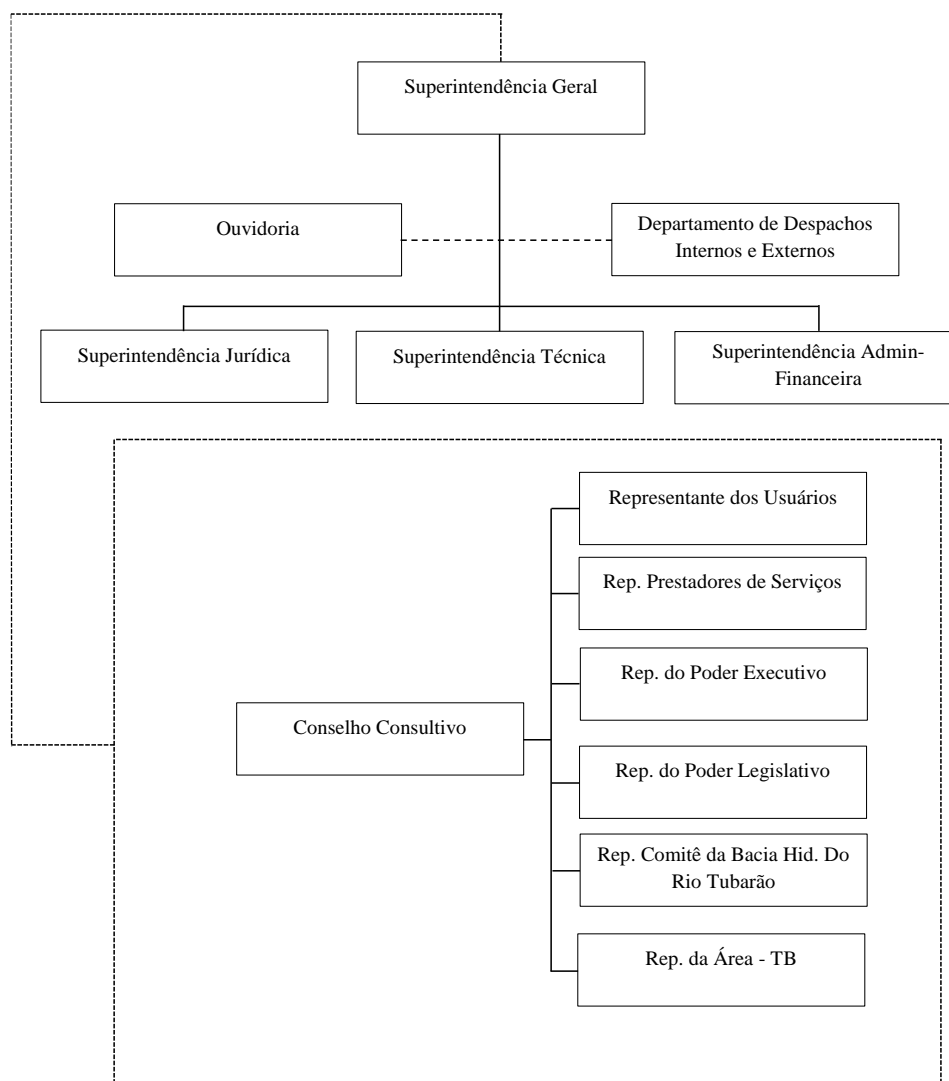 Superintendência Geral
Ouvidoria
Departamento de Despachos
Internos e Externos
Superintendência Jurídica
Superintendência Técnica
Superintendência Admin-
Financeira
Representante dos Usuários
Rep. Prestadores de Serviços
Rep. do Poder Executivo
Conselho Consultivo
Rep. do Poder Legislativo
Rep. Comitê da Bacia Hid. Do
Rio Tubarão
Rep. da Área - TB